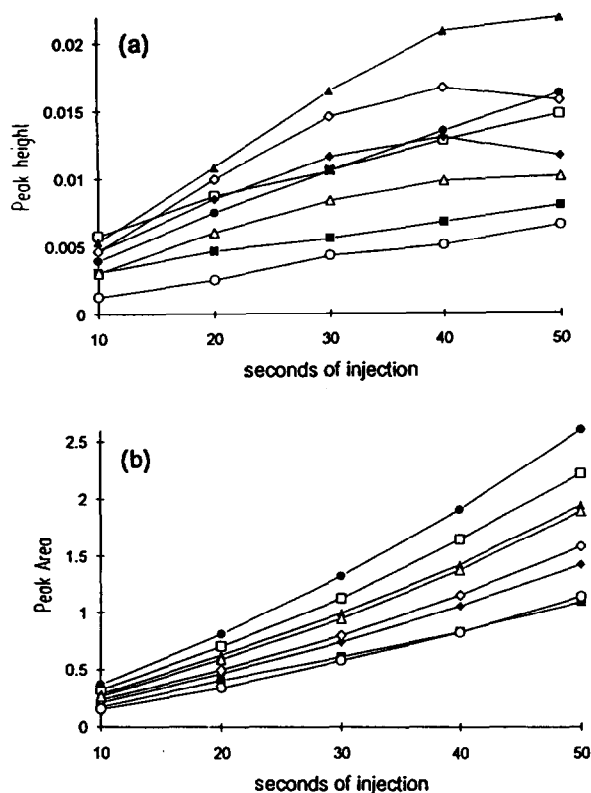 (a)
Peak height
0.02
0.015
0.01
0.005
0
10 20 30 40 50
seconds of injection
(b)
Peak Area
2.5
2
1.5
1
0.5
0
10 20 30 40 50
seconds of injection